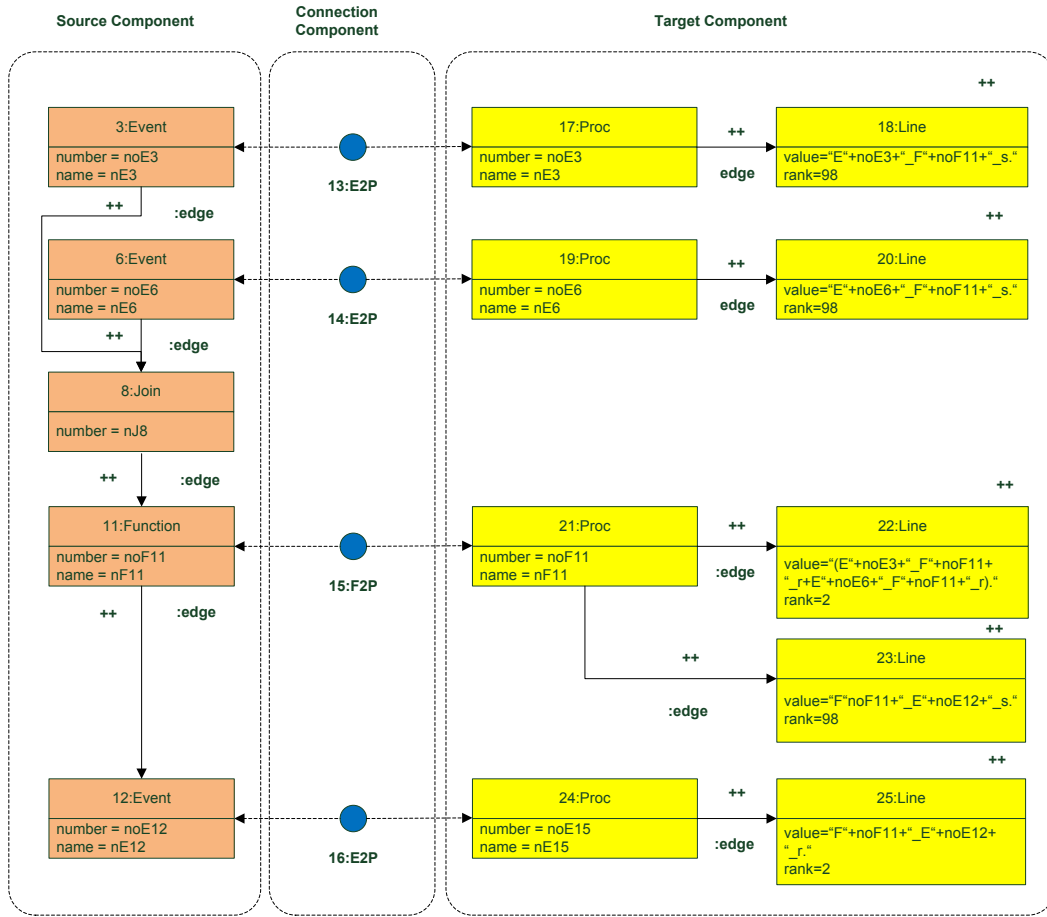 Source Component
Connection
Component
Target Component
++
3:Event
number = noE3
name = nE3
++
:edge
13:E2P
17:Proc
number = noE3
name = nE3
++
edge
18:Line
value=“E“+noE3+“_F“+noF11+“_s.“
rank=98
++
6:Event
number = noE6
name = nE6
++
:edge
14:E2P
19:Proc
number = noE6
name = nE6
++
edge
20:Line
value=“E“+noE6+“_F“+noF11+“_s.“
rank=98
8:Join
number = nJ8
++
:edge
++
11:Function
number = noF11
name = nF11
++
:edge
15:F2P
21:Proc
number = noF11
name = nF11
++
:edge
22:Line
value=“(E“+noE3+“_F“+noF11+
“_r+E“+noE6+“_F“+noF11+“_r).“
rank=2
++
++
:edge
23:Line
value=“F“noF11+“_E“+noE12+“_s.“
rank=98
++
12:Event
number = noE12
name = nE12
16:E2P
24:Proc
number = noE15
name = nE15
++
:edge
25:Line
value=“F“+noF11+“_E“+noE12+
“_r.“
rank=2